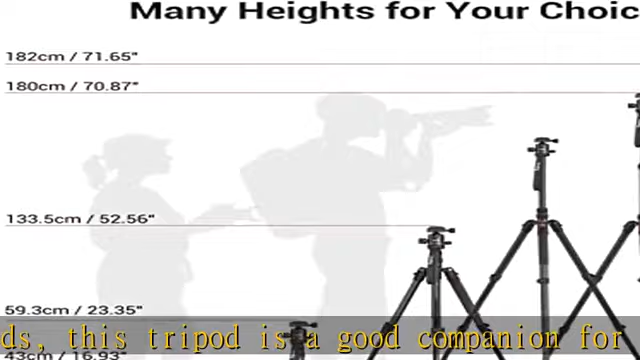 Many Heights for Your Choic
182cm / 71.65"
180cm / 70.87"
133.5cm / 52.56"
59.3cm / 23.35"
ds, this tripod is a good companion for
43cm / 16.93"